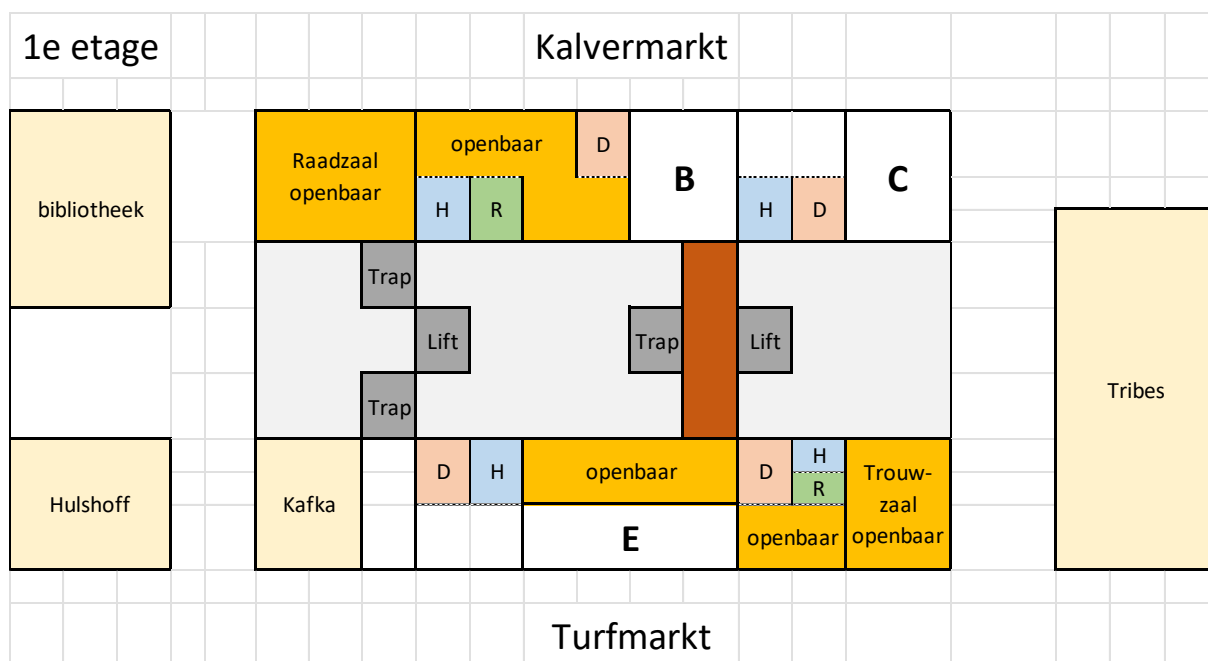 1e etage
Kalvermarkt
bibliotheek
Raadzaal
openbaar
openbaar
D
H
R
B
H
D
C
Trap
Lift
Trap
Trap
Lift
Tribes
Hulshoff
Kafka
D
H
openbaar
E
D
H
R
openbaar
Trouw-
zaal
openbaar
Turfmarkt